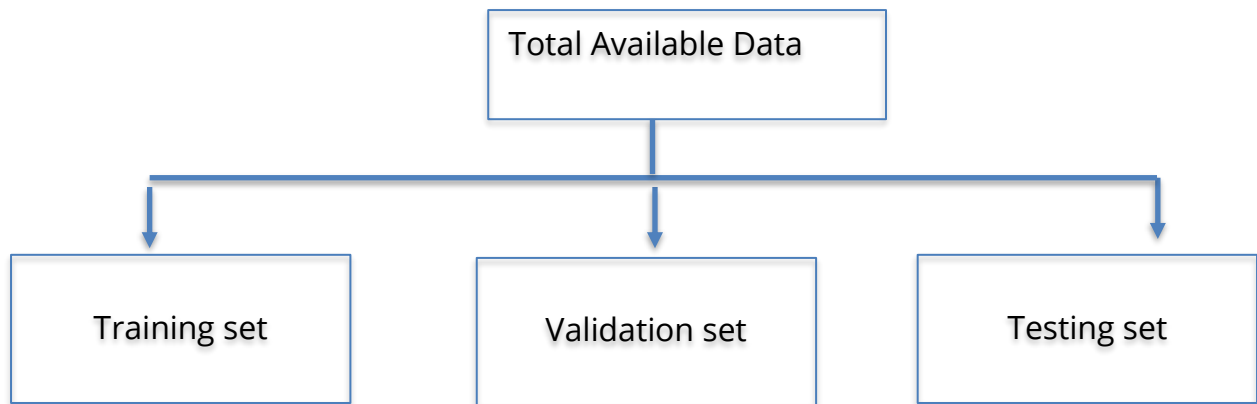 Total Available Data
Training set
Validation set
Testing set